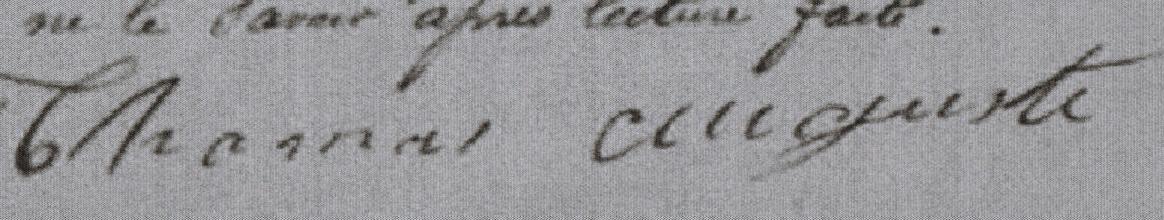 ne le savoir après lecture faite.
Thomas auguste